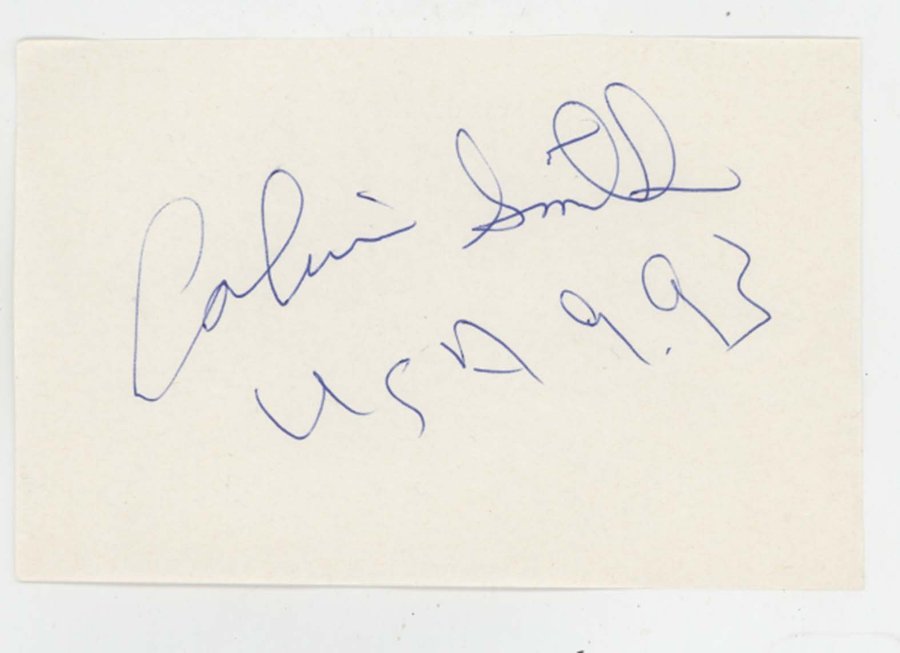 Calvin Smith
USA 9.93